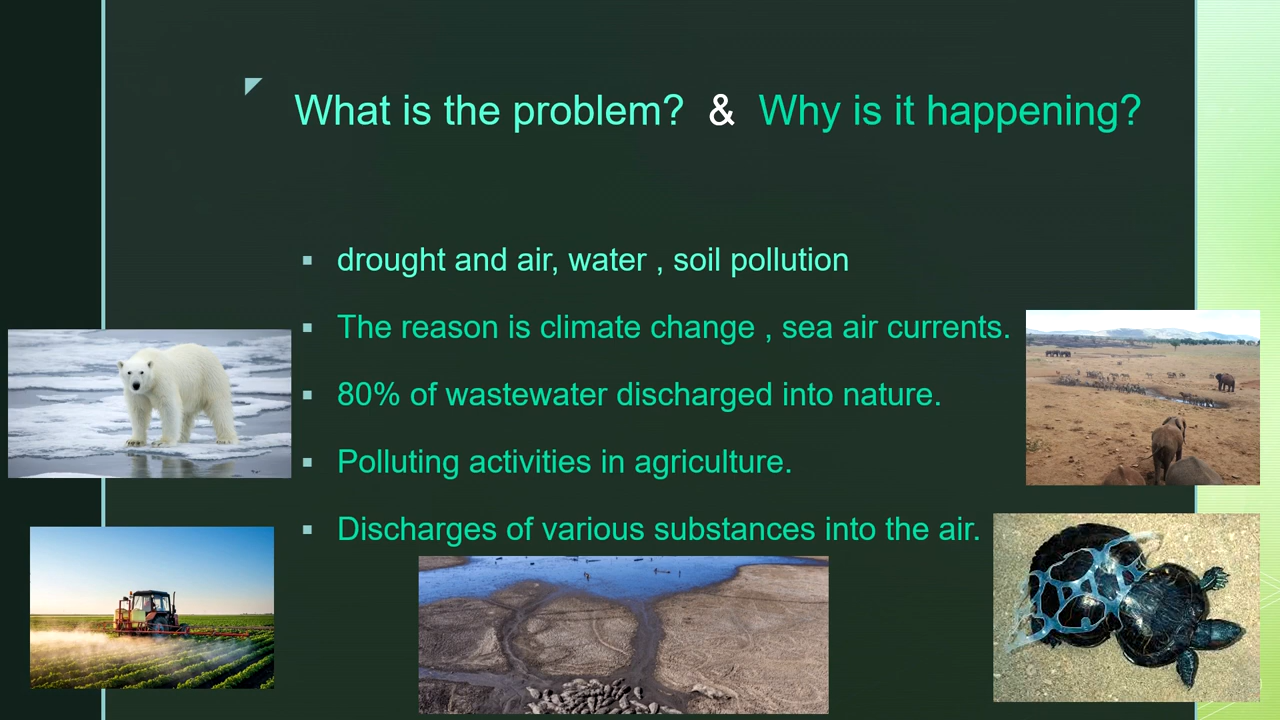 What is the problem? & Why is it happening?
drought and air, water , soil pollution
The reason is climate change , sea air currents.
80% of wastewater discharged into nature.
Polluting activities in agriculture.
Discharges of various substances into the air.